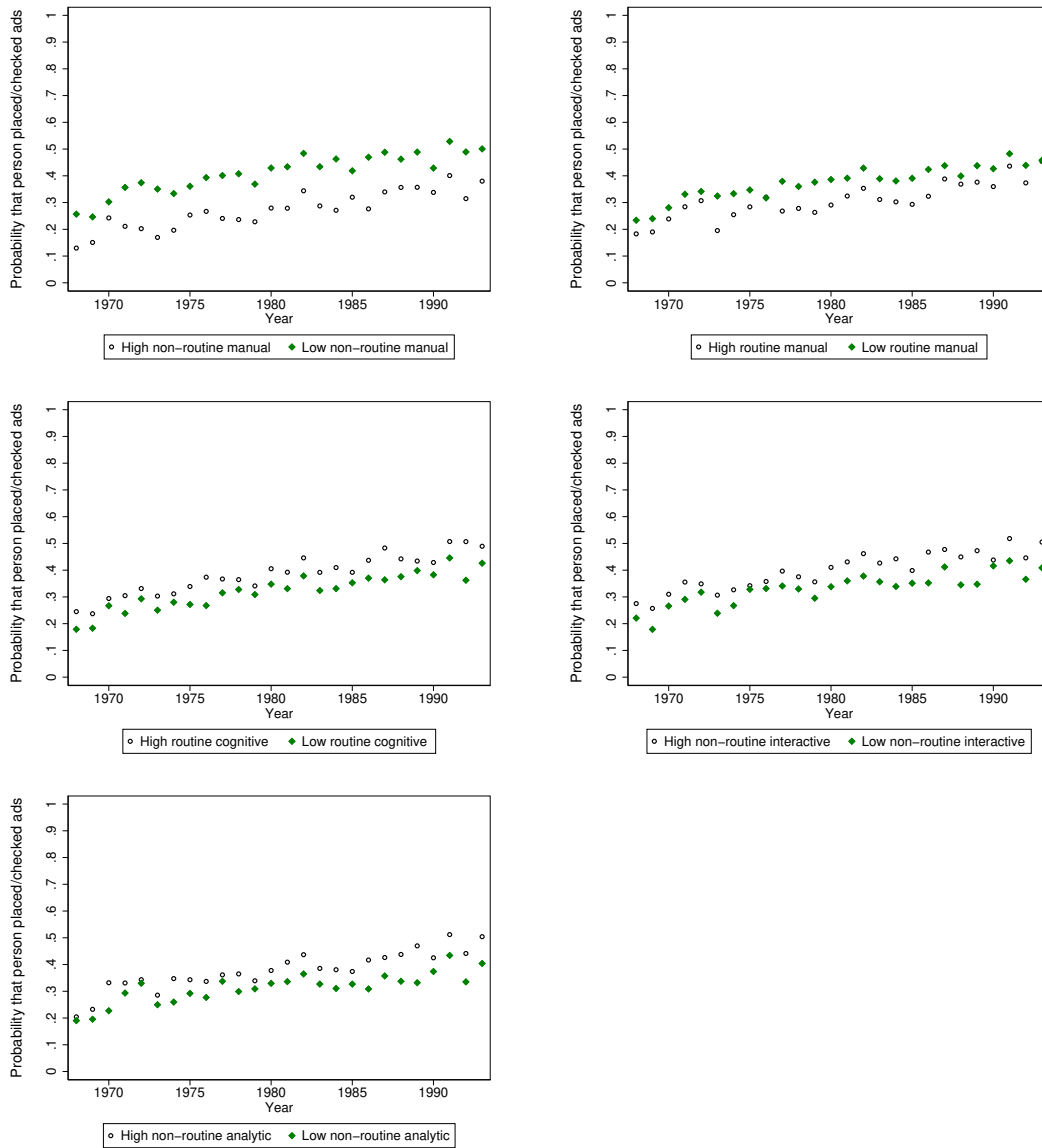 Probability that person placed/checked ads
1
.9
.8
.7
.6
.5
.4
.3
.2
.1
0
1970 1975 1980 1985 1990
Year
High non−routine manual Low non−routine manual
Probability that person placed/checked ads
1
.9
.8
.7
.6
.5
.4
.3
.2
.1
0
1970 1975 1980 1985 1990
Year
High routine manual Low routine manual
Probability that person placed/checked ads
1
.9
.8
.7
.6
.5
.4
.3
.2
.1
0
1970 1975 1980 1985 1990
Year
High routine cognitive Low routine cognitive
Probability that person placed/checked ads
1
.9
.8
.7
.6
.5
.4
.3
.2
.1
0
1970 1975 1980 1985 1990
Year
High non−routine interactive Low non−routine interactive
Probability that person placed/checked ads
1
.9
.8
.7
.6
.5
.4
.3
.2
.1
0
1970 1975 1980 1985 1990
Year
High non−routine analytic Low non−routine analytic